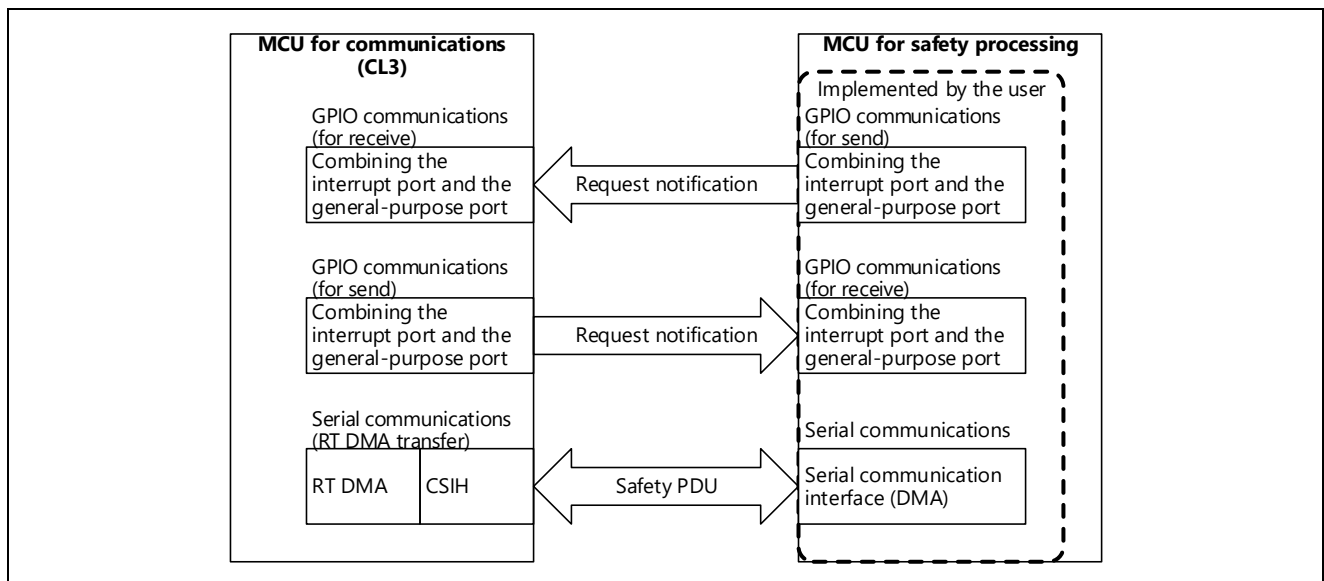 MCU for communications
(CL3)
GPIO communications
(for receive)
Combining the
interrupt port and the
general-purpose port
GPIO communications
(for send)
Combining the
interrupt port and the
general-purpose port
Serial communications
(RT DMA transfer)
RT DMA
CSIH
Request notification
Request notification
Safety PDU
MCU for safety processing
Implemented by the user
GPIO communications
(for send)
Combining the
interrupt port and the
general-purpose port
GPIO communications
(for receive)
Combining the
interrupt port and the
general-purpose port
Serial communications
Serial communication
interface (DMA)